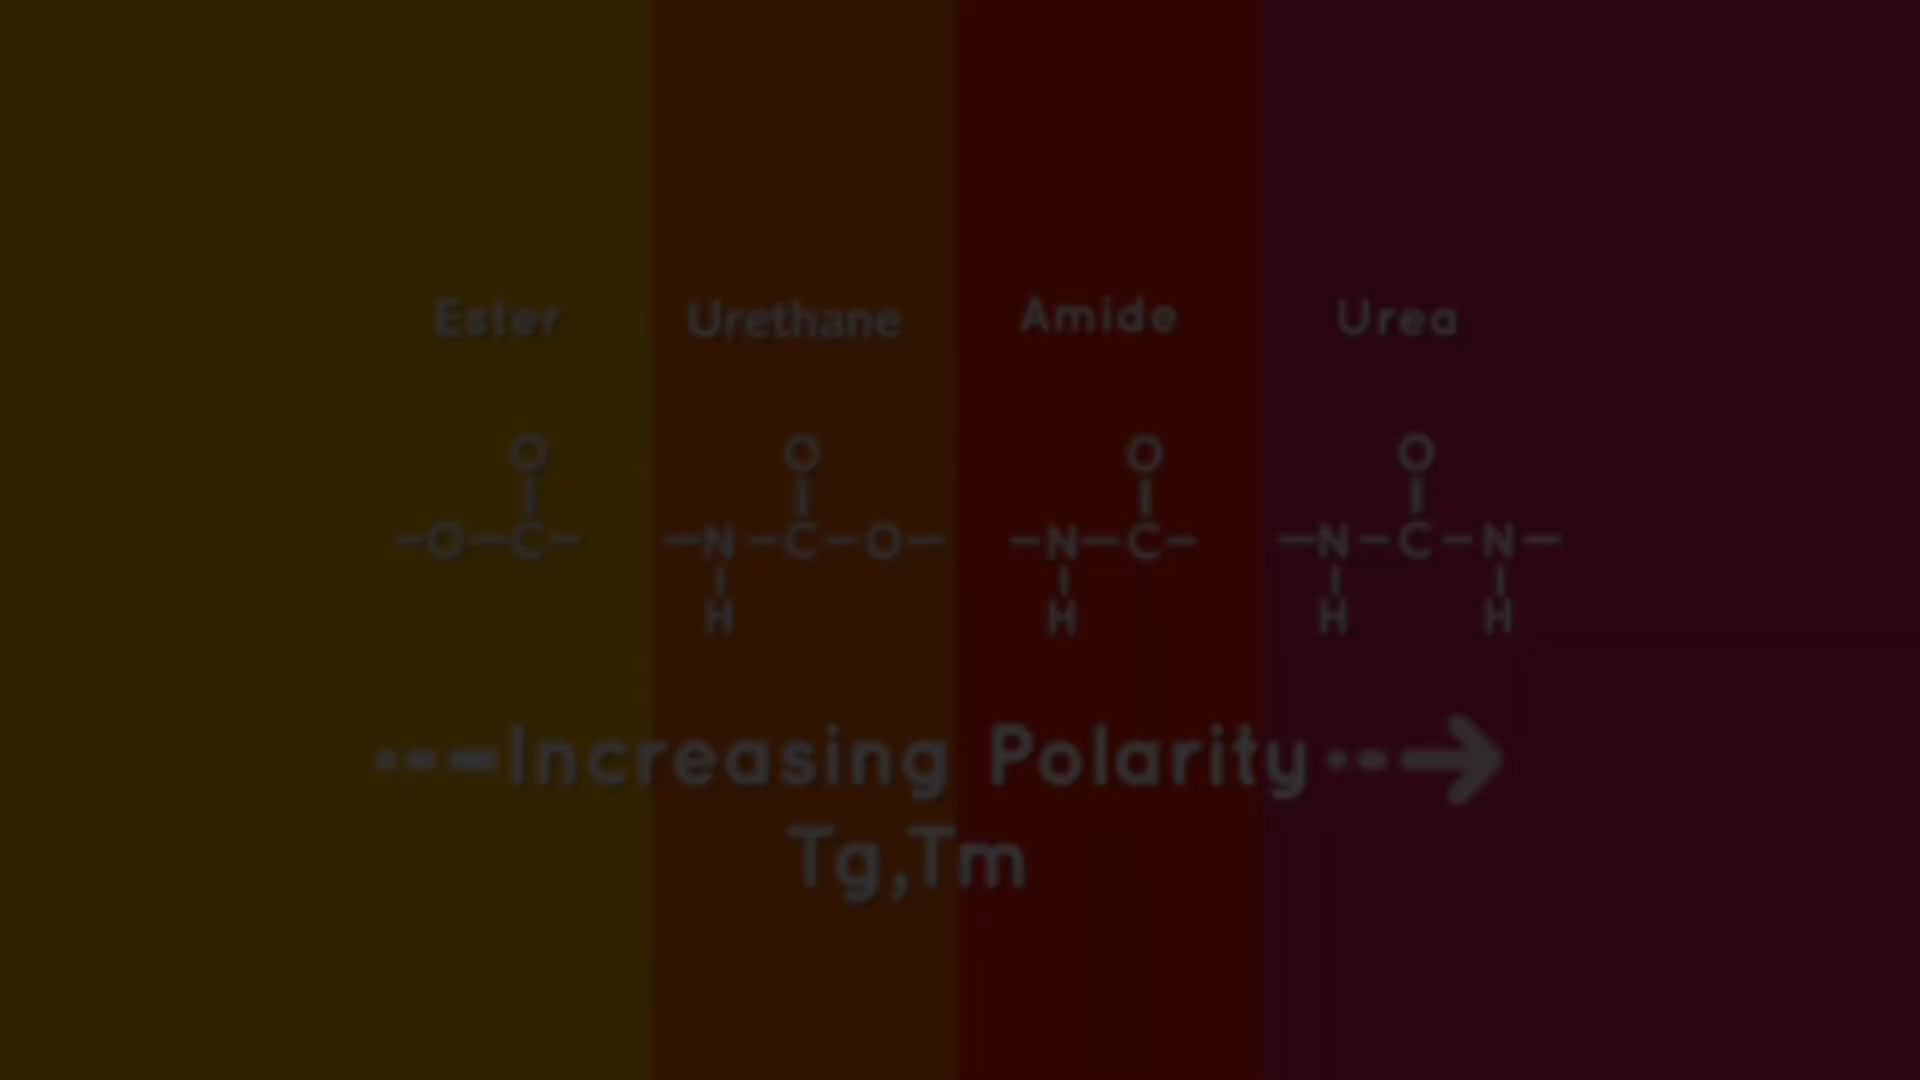 Ester Urethane Amide Urea
O O O O
O C N C O N C N C N
H H H H
Increasing Polarity
Tg,Tm